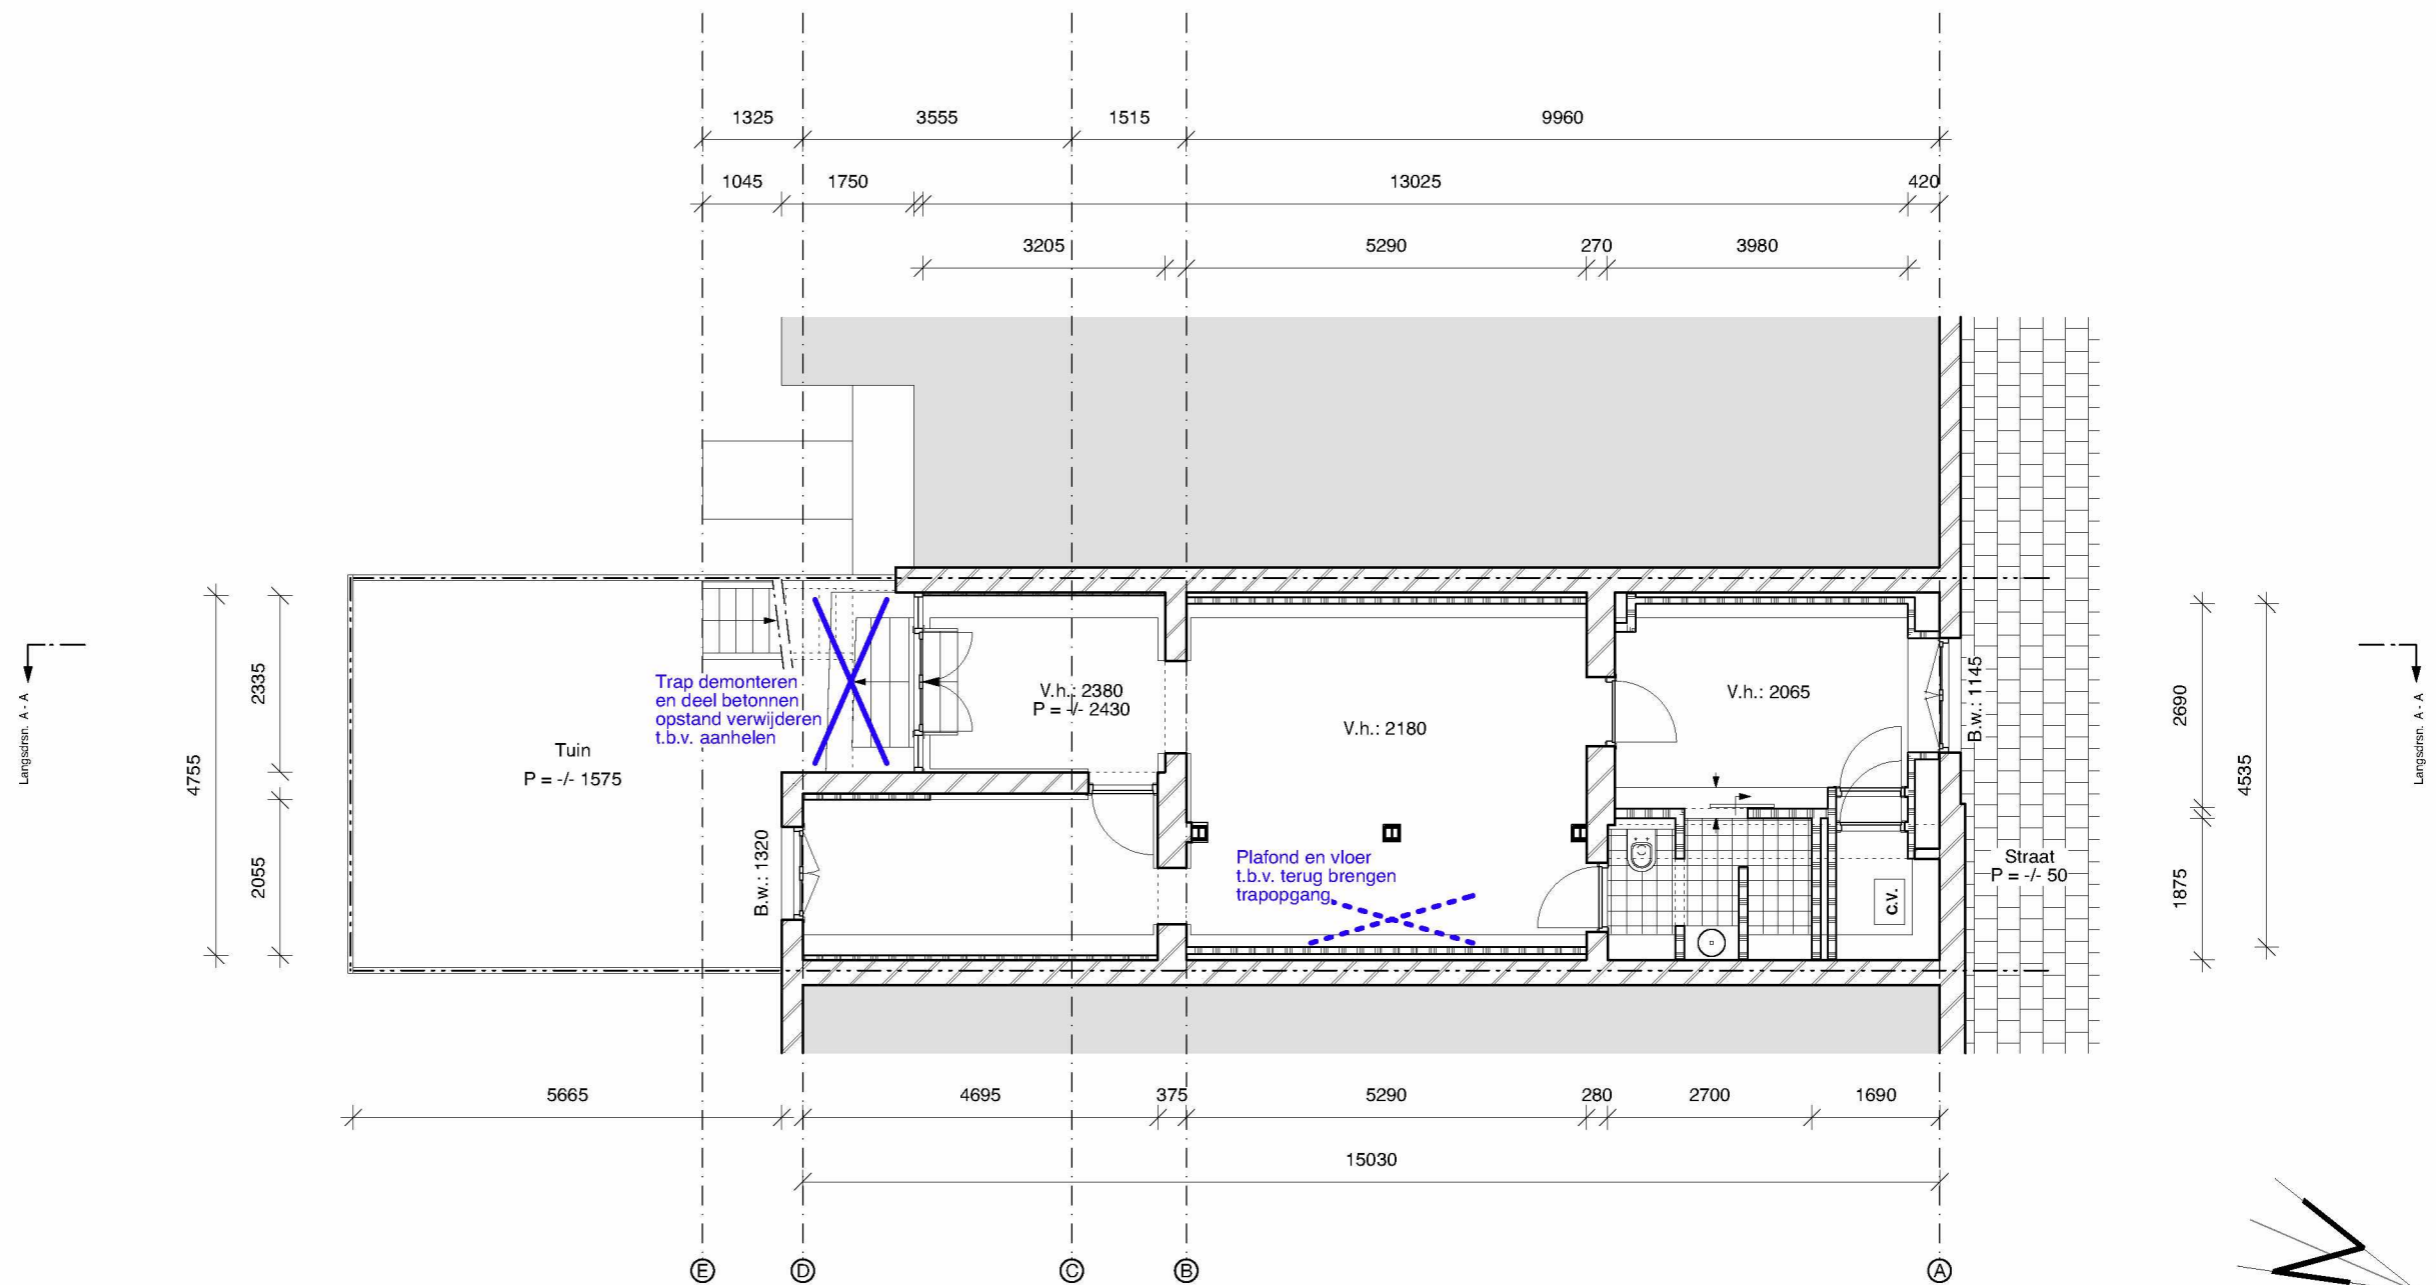 1325 3555 1515 9960
1045 1750 13025 420
3205 5290 270 3980
4755
2335
2055
Langsdrsn. A - A
Trap demonteren
en deel betonnen
opstand verwijderen
t.b.v. aanhelen
Tuin
P = -/- 1575
B.w.: 1320
V.h.: 2380
P = -/- 2430
V.h.: 2180
Plafond en vloer
t.b.v. terug brengen
trapopgang
V.h.: 2065
B.w.: 1145
C.V.
Straat
P = -/- 50
2690
1875
4535
Langsdrsn. A - A
5665 4695 375 5290 280 2700 1690
15030
E D C B A